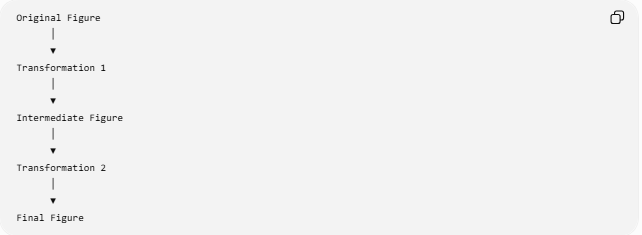 Original Figure
│
▼
Transformation 1
│
▼
Intermediate Figure
│
▼
Transformation 2
│
▼
Final Figure